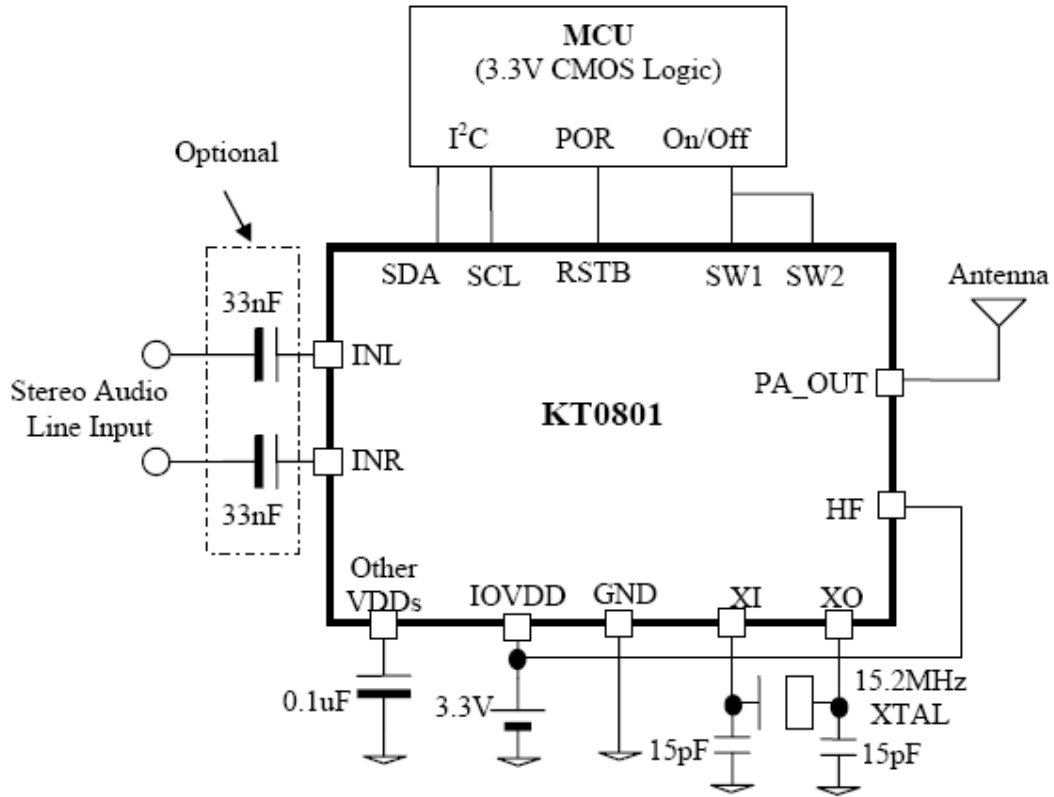 MCU
(3.3V CMOS Logic)
I²C POR On/Off
Optional
SDA SCL RSTB SW1 SW2
Antenna
33nF
INL
PA_OUT
Stereo Audio
Line Input
KT0801
INR
HF
33nF
Other
VDDs
IOVDD GND XI XO
0.1uF
3.3V
15.2MHz
XTAL
15pF
15pF